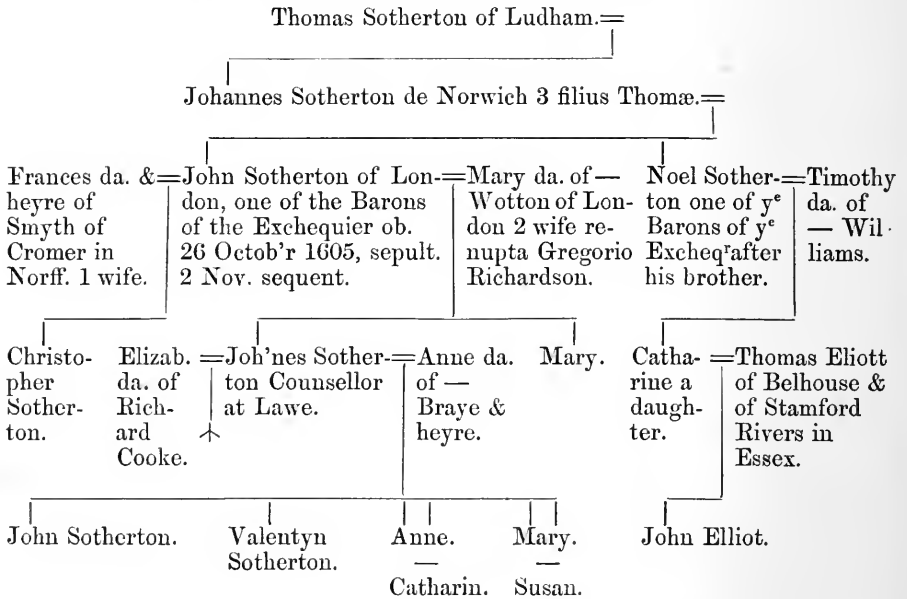 Thomas Sotherton of Ludham.=
Johannes Sotherton de Norwich 3 filius Thomæ.=
Frances da. &
heyre of
Smyth of
Cromer in
Norff. 1 wife.
=John Sotherton of Lon-
don, one of the Barons
of the Exchequier ob.
26 Octob'r 1605, sepult.
2 Nov. sequent.
=Mary da. of —
Wotton of Lon-
don 2 wife re-
nupta Gregorio
Richardson.
Noel Sother-
ton one of yᵉ
Barons of yᵉ
Excheqʳ after
his brother.
=Timothy
da. of
— Wil-
liams.
Christo-
pher
Sother-
ton.
Elizab.
da. of
Rich-
ard
Cooke.
=Joh'nes Sother-
ton Counsellor
at Lawe.
=Anne da.
of —
Braye &
heyre.
Mary.
Catha-
rine a
daugh-
ter.
=Thomas Eliott
of Belhouse &
of Stamford
Rivers in
Essex.
John Sotherton.
Valentyn
Sotherton.
Anne.
—
Catharin.
Mary.
—
Susan.
John Elliot.